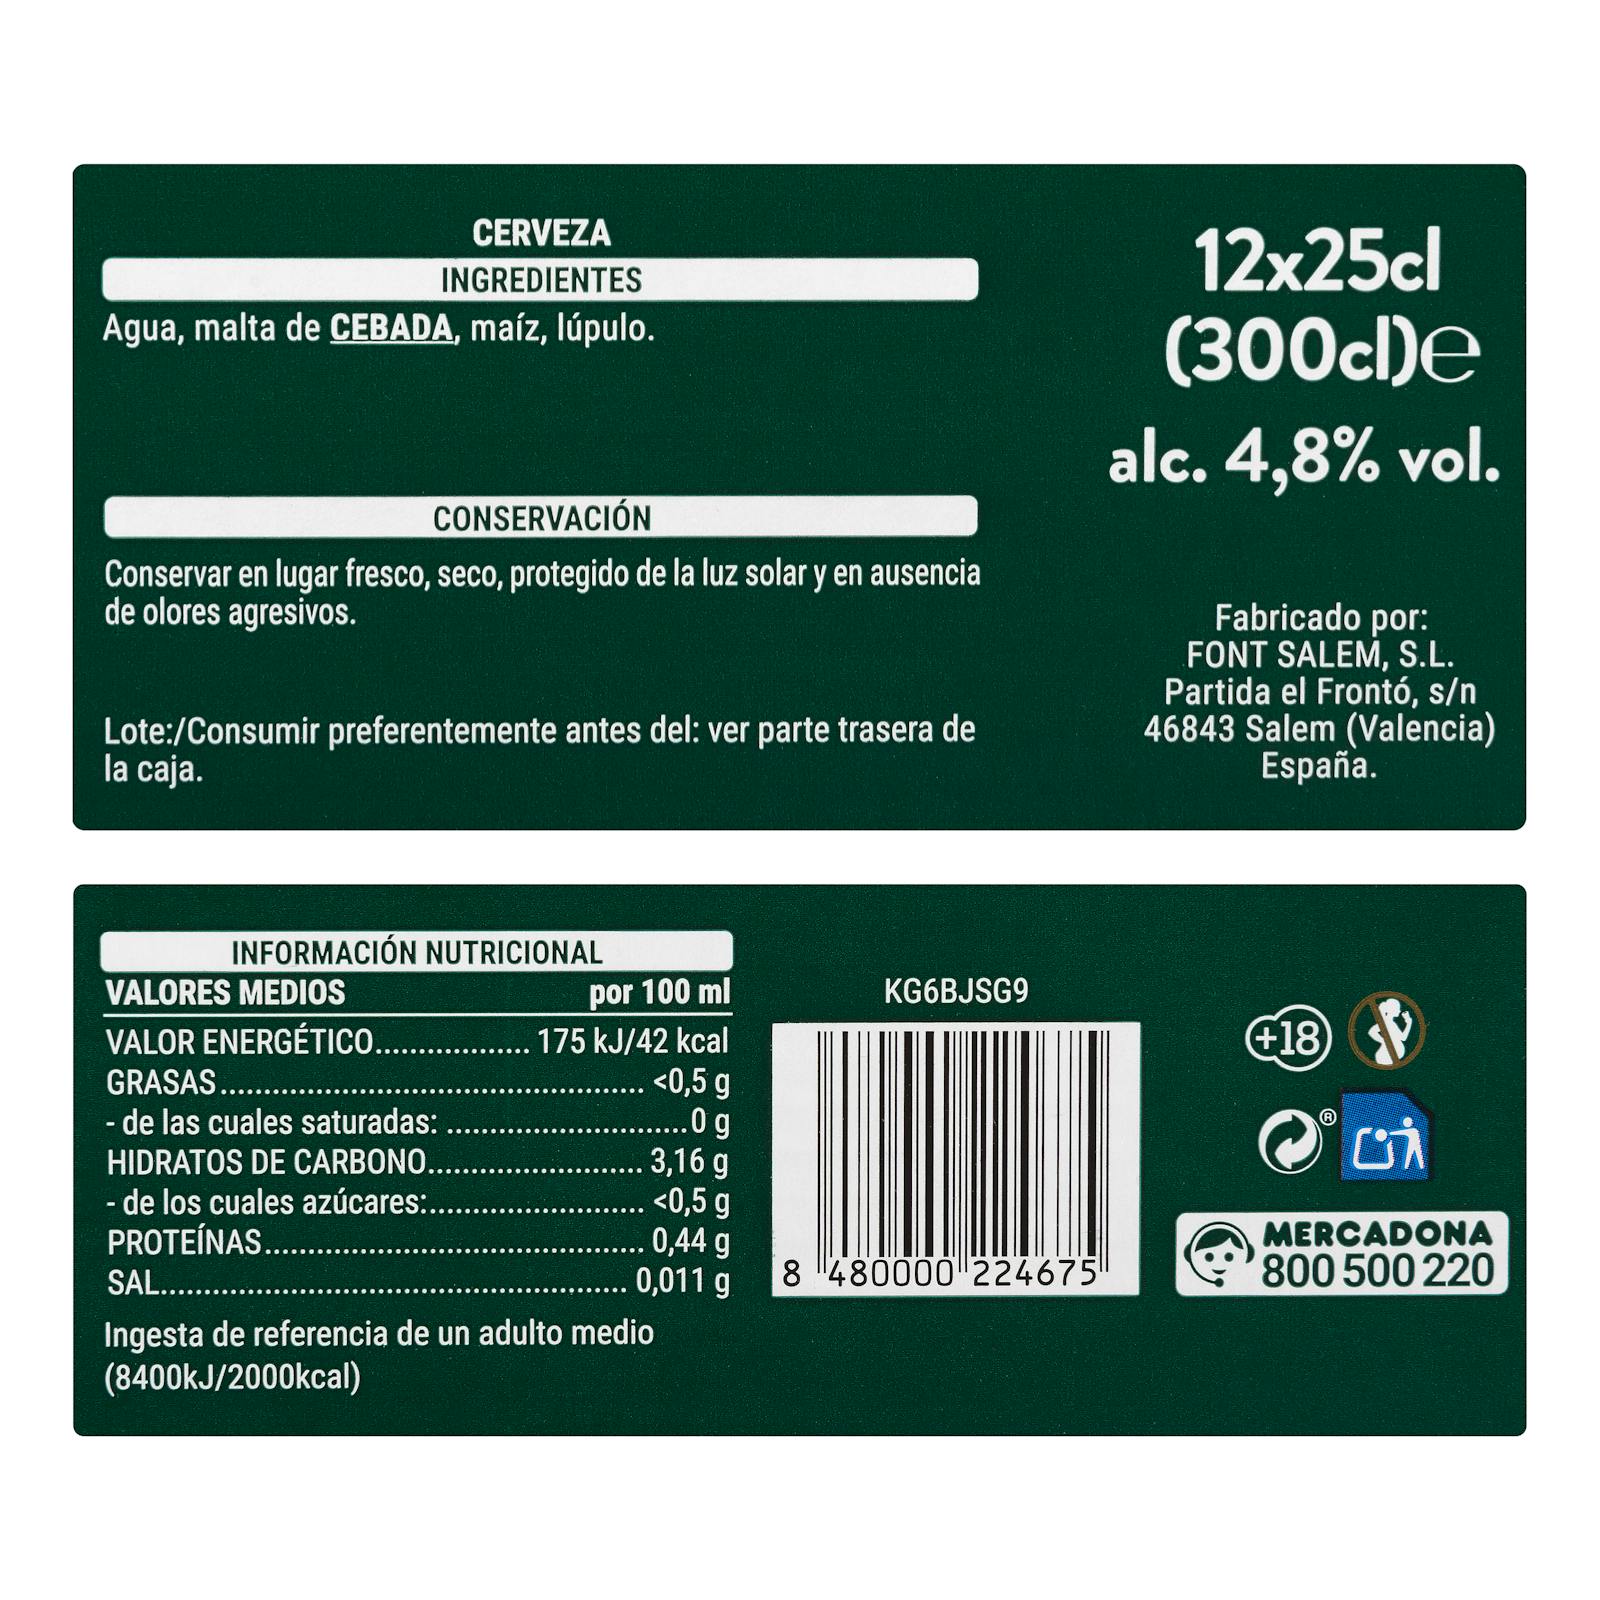 CERVEZA
INGREDIENTES
Agua, malta de CEBADA, maíz, lúpulo.
CONSERVACIÓN
Conservar en lugar fresco, seco, protegido de la luz solar y en ausencia
de olores agresivos.
Lote:/Consumir preferentemente antes del: ver parte trasera de
la caja.
12x25cl
(300cl)℮
alc. 4,8% vol.
Fabricado por:
FONT SALEM, S.L.
Partida el Frontó, s/n
46843 Salem (Valencia)
España.
INFORMACIÓN NUTRICIONAL
VALORES MEDIOS por 100 ml
VALOR ENERGÉTICO................. 175 kJ/42 kcal
GRASAS............................................... <0,5 g
- de las cuales saturadas: ...........................0 g
HIDRATOS DE CARBONO........................ 3,16 g
- de los cuales azúcares:........................ <0,5 g
PROTEÍNAS.......................................... 0,44 g
SAL.................................................... 0,011 g
Ingesta de referencia de un adulto medio
(8400kJ/2000kcal)
KG6BJSG9
8 480000 224675
+18
®
MERCADONA
800 500 220